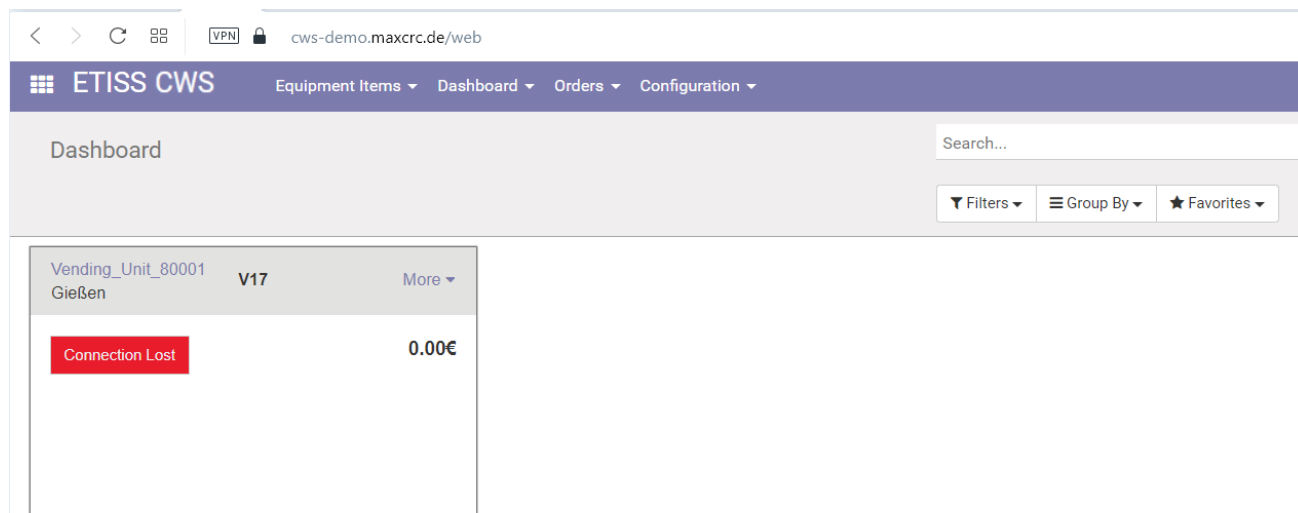 VPN cws-demo.maxcrc.de/web
ETISS CWS Equipment Items Dashboard Orders Configuration
Dashboard
Search...
Filters Group By Favorites
Vending_Unit_80001 V17 More
Gießen
Connection Lost 0.00€